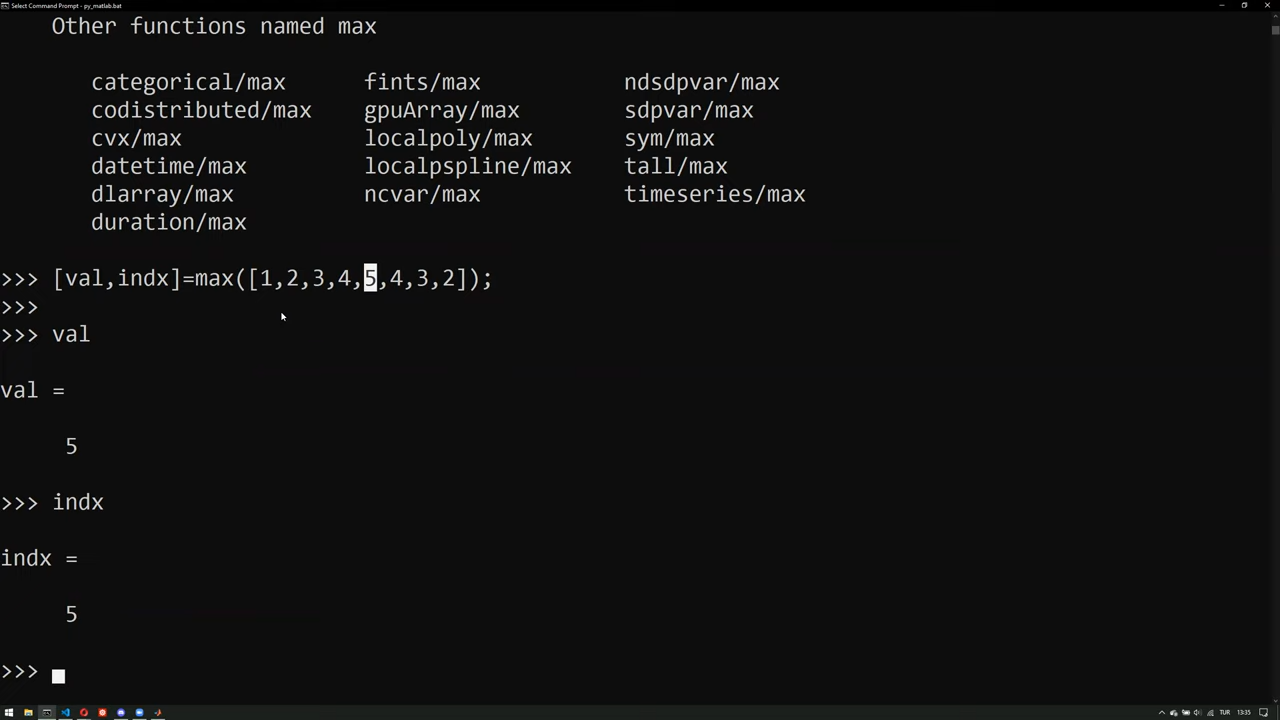 Select Command Prompt - py_matlab.bat
Other functions named max
categorical/max fints/max ndsdpvar/max
codistributed/max gpuArray/max sdpvar/max
cvx/max localpoly/max sym/max
datetime/max localpspline/max tall/max
dlarray/max ncvar/max timeseries/max
duration/max
>>> [val,indx]=max([1,2,3,4,5,4,3,2]);
>>>
>>> val
val =
5
>>> indx
indx =
5
>>>
TUR 13:35